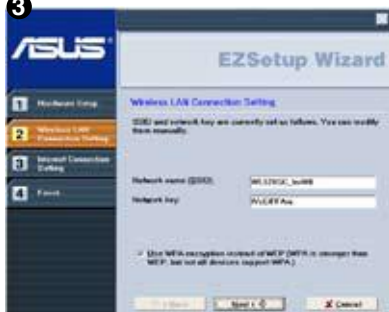 3
ASUS
EZSetup Wizard
1 Hardware Setup
2 Wireless LAN Connection Setting
3 Internet Connection Setting
4 Finish
Wireless LAN Connection Setting
SSID and network key are currently set as follows. You can modify
them manually.
Network name (SSID):
Network key:
Use WPA encryption instead of WEP (WPA is stronger than
WEP, but not all devices support WPA.)
Next
Cancel